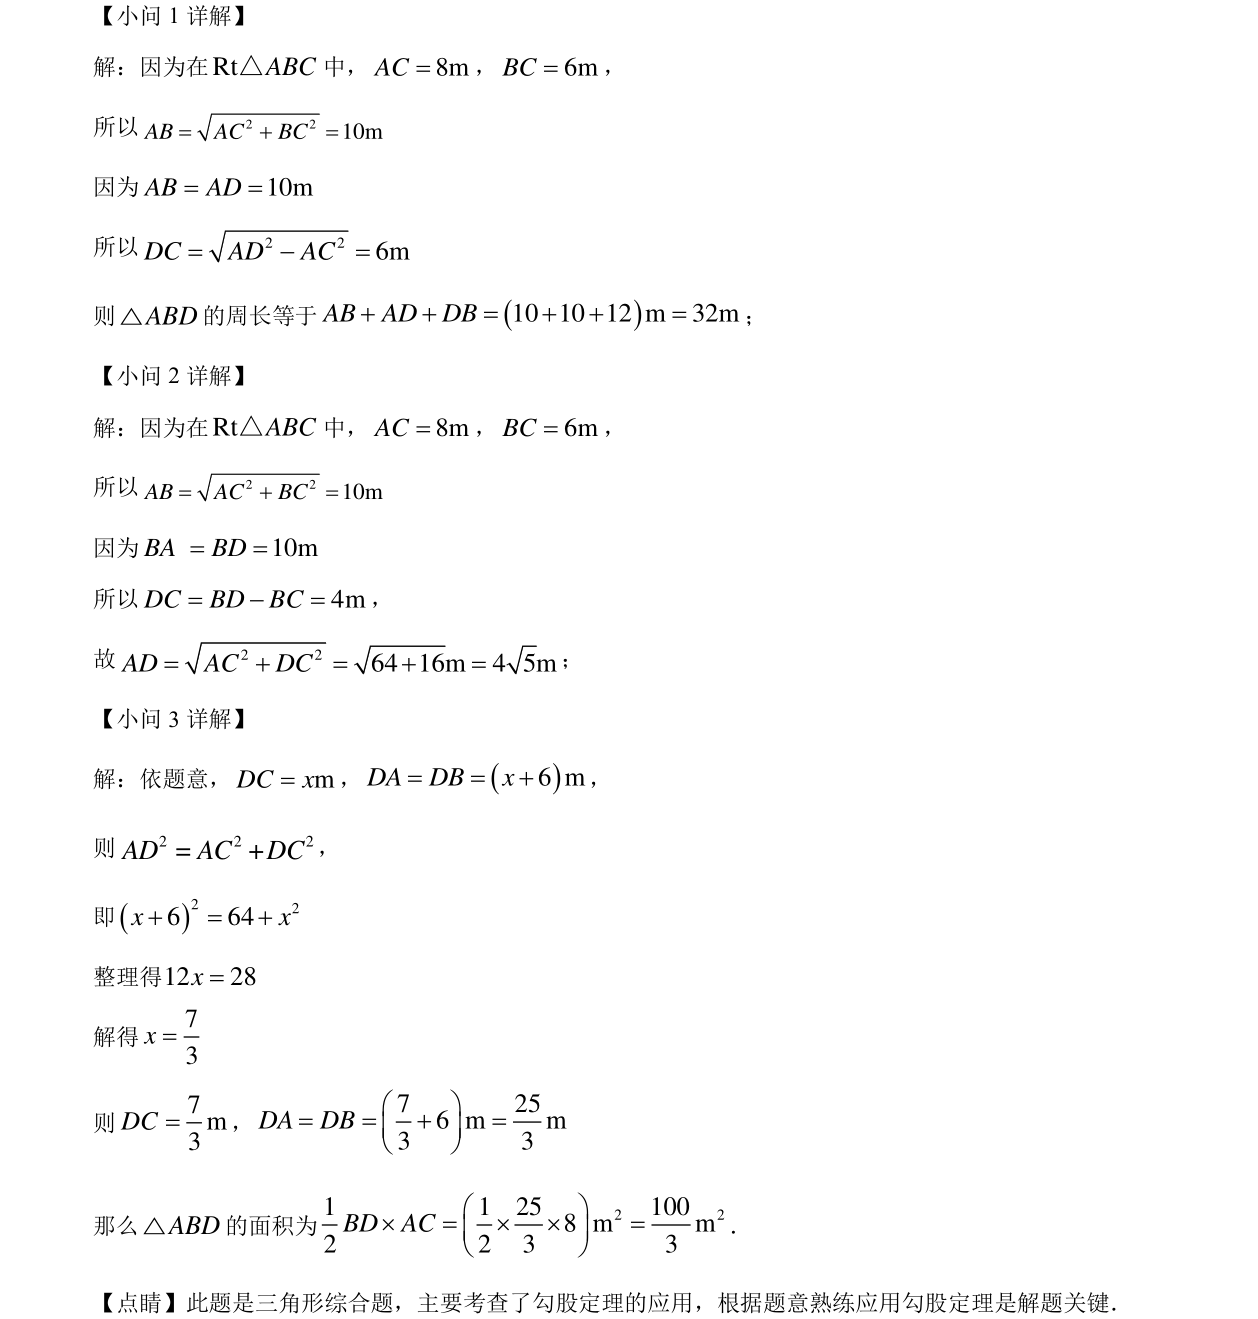 【小问 1 详解】
解：因为在 Rt△ABC 中， AC = 8m ， BC = 6m ，
所以 AB = √(AC² + BC²) = 10m
因为 AB = AD = 10m
所以 DC = √(AD² − AC²) = 6m
则 △ABD 的周长等于 AB + AD + DB = (10+10+12)m = 32m ；
【小问 2 详解】
解：因为在 Rt△ABC 中， AC = 8m ， BC = 6m ，
所以 AB = √(AC² + BC²) = 10m
因为 BA = BD = 10m
所以 DC = BD − BC = 4m ，
故 AD = √(AC² + DC²) = √(64+16)m = 4√5m ；
【小问 3 详解】
解：依题意， DC = xm ， DA = DB = (x+6)m ，
则 AD² = AC² + DC² ，
即 (x+6)² = 64 + x²
整理得12x = 28
解得 x = 7/3
则 DC = 7/3 m ， DA = DB = (7/3 + 6)m = 25/3 m
那么 △ABD 的面积为 1/2 BD × AC = (1/2 × 25/3 × 8)m² = 100/3 m² ．
【点睛】此题是三角形综合题，主要考查了勾股定理的应用，根据题意熟练应用勾股定理是解题关键．